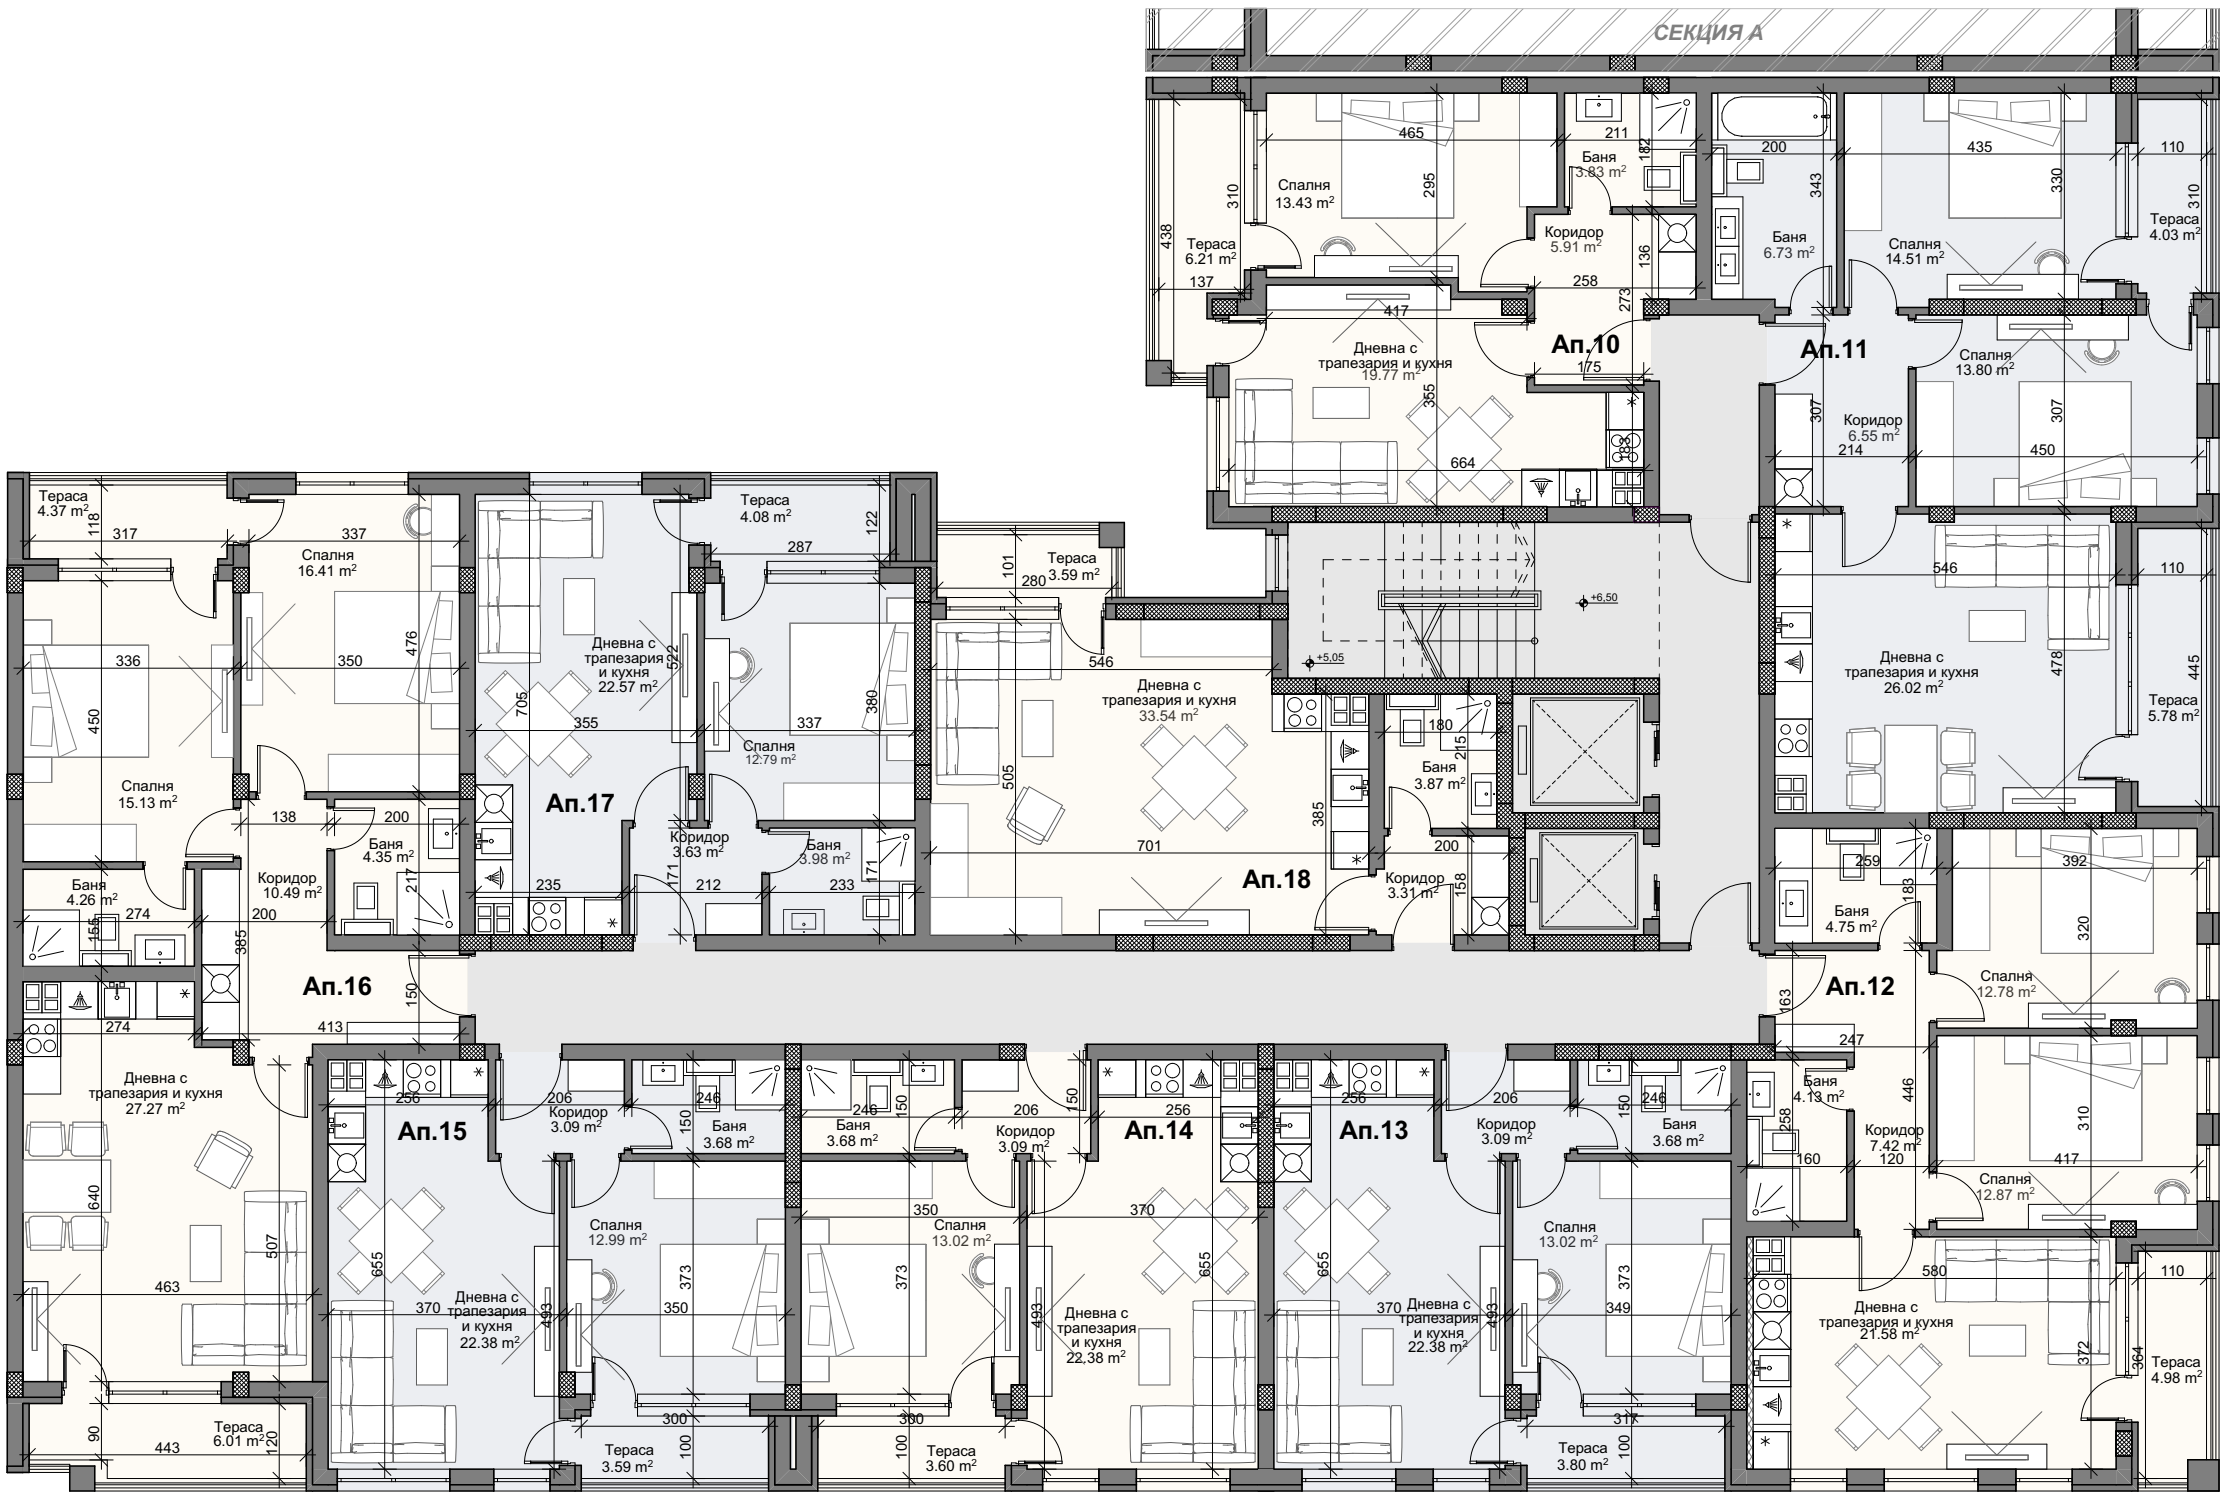 СЕКЦИЯ А
438
310
137
Тераса
6.21 m²
465
295
Спалня
13.43 m²
211
182
Баня
3.83 m²
Коридор
5.91 m²
136
258
273
417
Ап.10
175
Дневна с
трапезария и кухня
19.77 m²
355
664
183
200
343
Баня
6.73 m²
435
330
Спалня
14.51 m²
110
310
Тераса
4.03 m²
Ап.11
Спалня
13.80 m²
307
450
307
Коридор
6.55 m²
214
546
478
Дневна с
трапезария и кухня
26.02 m²
110
445
Тераса
5.78 m²
+6,50
+5,05
Тераса
4.37 m²
118
317
337
Спалня
16.41 m²
476
350
336
450
Спалня
15.13 m²
138
200
Баня
4.35 m²
217
Коридор
10.49 m²
Баня
4.26 m²
274
155
200
385
Ап.16
150
413
274
Дневна с
трапезария и кухня
27.27 m²
640
507
463
90
443
Тераса
6.01 m²
120
Тераса
4.08 m²
122
287
Дневна с
трапезария
и кухня
22.57 m²
522
705
355
380
337
Спалня
12.79 m²
Ап.17
Коридор
3.63 m²
171
Баня
3.98 m²
171
235
212
233
101
Тераса
3.59 m²
280
546
Дневна с
трапезария и кухня
33.54 m²
505
385
701
Ап.18
180
215
Баня
3.87 m²
200
Коридор
3.31 m²
158
259
183
Баня
4.75 m²
392
320
Спалня
12.78 m²
Ап.12
163
247
Баня
4.13 m²
258
446
Коридор
7.42 m²
160
120
310
417
Спалня
12.87 m²
580
110
Дневна с
трапезария и кухня
21.58 m²
372
364
Тераса
4.98 m²
256
206
Коридор
3.09 m²
246
150
Баня
3.68 m²
Ап.15
Спалня
12.99 m²
655
373
370
Дневна с
трапезария
и кухня
22.38 m²
493
350
300
Тераса
3.59 m²
100
246
150
Баня
3.68 m²
206
Коридор
3.09 m²
150
256
Ап.14
350
370
Спалня
13.02 m²
373
655
493
Дневна с
трапезария
и кухня
22,38 m²
300
100
Тераса
3.60 m²
256
206
Ап.13
Коридор
3.09 m²
246
150
Баня
3.68 m²
655
Спалня
13.02 m²
373
370
Дневна с
трапезария
и кухня
22.38 m²
493
349
317
Тераса
3.80 m²
100